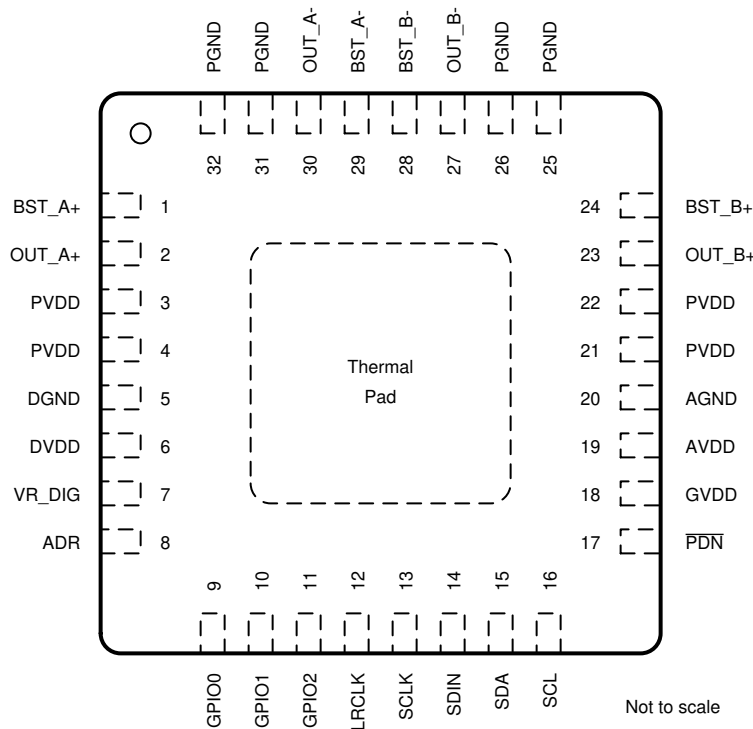 PGND
PGND
OUT_A-
BST_A-
BST_B-
OUT_B-
PGND
PGND
32
31
30
29
28
27
26
25
BST_A+ 1
OUT_A+ 2
PVDD 3
PVDD 4
DGND 5
DVDD 6
VR_DIG 7
ADR 8
Thermal
Pad
24 BST_B+
23 OUT_B+
22 PVDD
21 PVDD
20 AGND
19 AVDD
18 GVDD
17 PDN
9
10
11
12
13
14
15
16
GPIO0
GPIO1
GPIO2
LRCLK
SCLK
SDIN
SDA
SCL
Not to scale